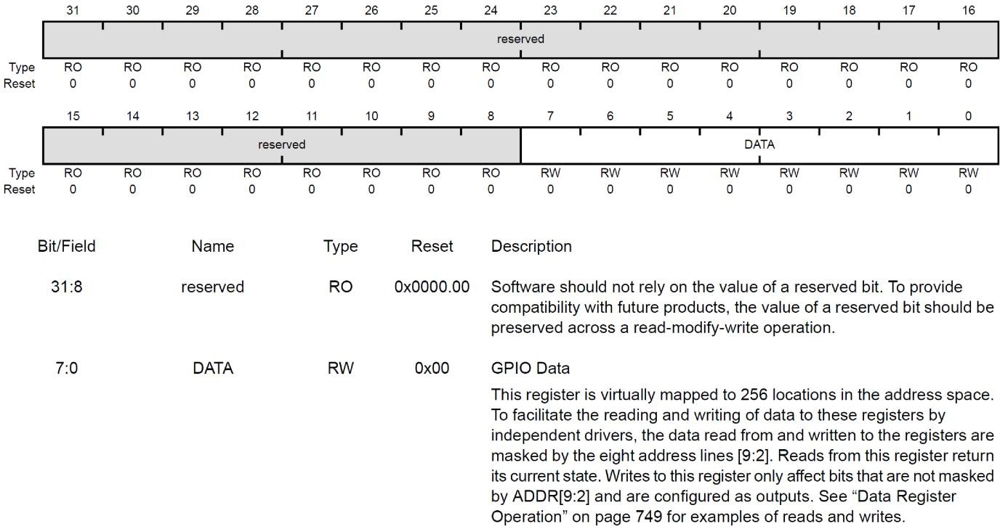 31 30 29 28 27 26 25 24 23 22 21 20 19 18 17 16
reserved
Type RO RO RO RO RO RO RO RO RO RO RO RO RO RO RO RO
Reset 0 0 0 0 0 0 0 0 0 0 0 0 0 0 0 0
15 14 13 12 11 10 9 8 7 6 5 4 3 2 1 0
reserved DATA
Type RO RO RO RO RO RO RO RO RW RW RW RW RW RW RW RW
Reset 0 0 0 0 0 0 0 0 0 0 0 0 0 0 0 0
Bit/Field Name Type Reset Description
31:8 reserved RO 0x0000.00 Software should not rely on the value of a reserved bit. To provide
compatibility with future products, the value of a reserved bit should be
preserved across a read-modify-write operation.
7:0 DATA RW 0x00 GPIO Data
This register is virtually mapped to 256 locations in the address space.
To facilitate the reading and writing of data to these registers by
independent drivers, the data read from and written to the registers are
masked by the eight address lines [9:2]. Reads from this register return
its current state. Writes to this register only affect bits that are not masked
by ADDR[9:2] and are configured as outputs. See “Data Register
Operation” on page 749 for examples of reads and writes.